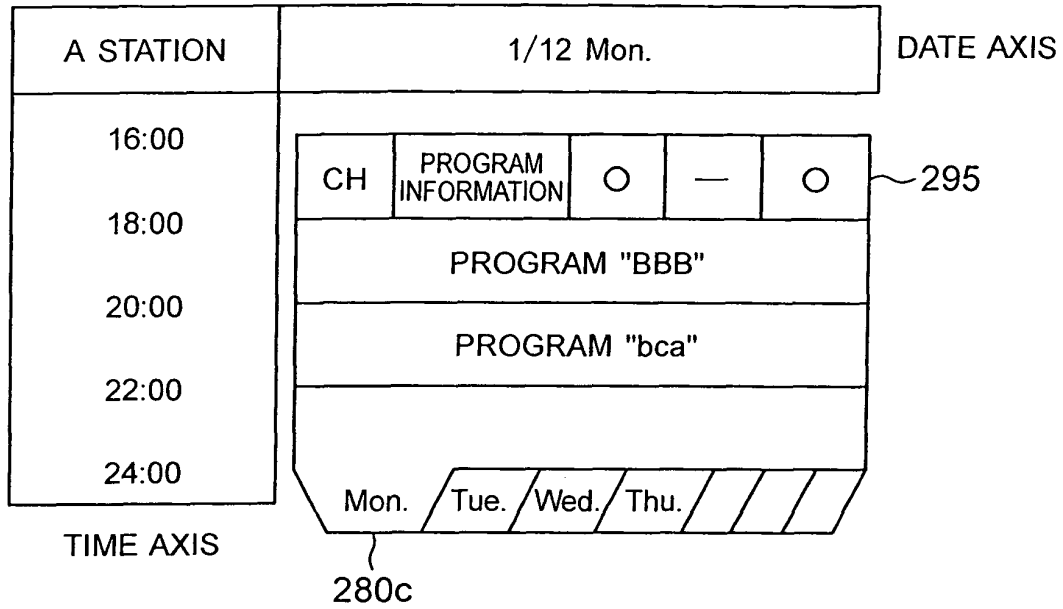 A STATION
1/12 Mon.
DATE AXIS
16:00
18:00
20:00
22:00
24:00
TIME AXIS
CH
PROGRAM
INFORMATION
○
—
○
295
PROGRAM "BBB"
PROGRAM "bca"
Mon.
Tue.
Wed.
Thu.
280c